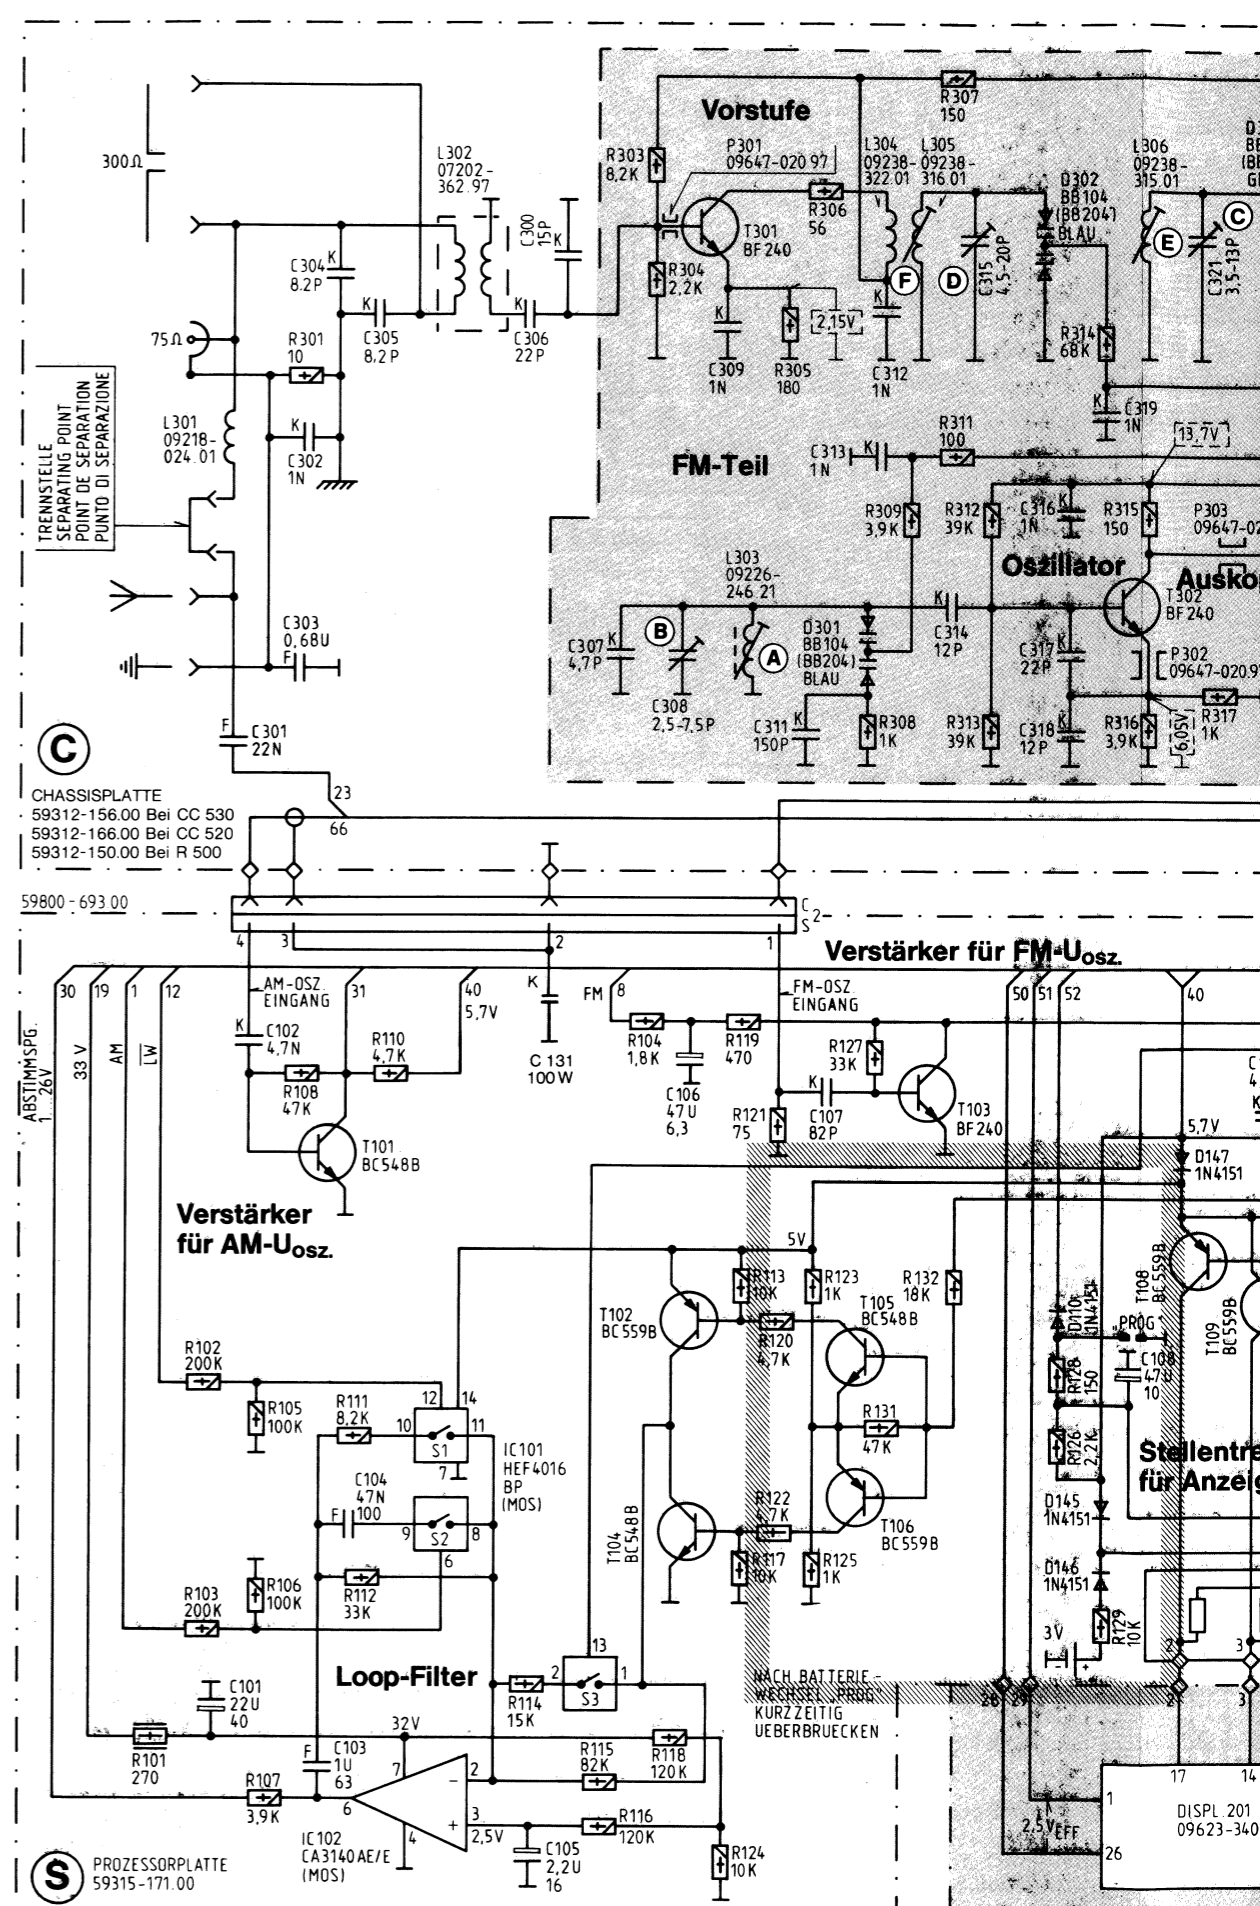 Vorstufe
300Ω
L302
07202-
362.97
C300
15P
R303
8,2K
P301
09647-020.97
R307
150
L304
09238-
322.01
L305
09238-
316.01
L306
09238-
315.01
D302
BB104
(BB204)
BLAU
R306
56
T301
BF240
R304
2,2K
C304
8.2P
C305
8,2P
C306
22P
75Ω
R301
10
C309
1N
R305
180
2,15V
C312
1N
F
D
C315
4,5-20P
E
C
C321
3,5-13P
R314
68K
C319
1N
TRENNSTELLE
SEPARATING POINT
POINT DE SEPARATION
PUNTO DI SEPARAZIONE
L301
09218-
024.01
K
C302
1N
FM-Teil
C313
1N
R311
100
13,7V
R309
3,9K
R312
39K
C316
1N
R315
150
P303
Oszillator
T302
BF240
L303
09226-
246.21
C303
0,68U
F
C307
4,7P
B
A
C308
2,5-7,5P
D301
BB104
(BB204)
BLAU
C314
12P
C317
22P
P302
C311
150P
R308
1K
R313
39K
C318
12P
R316
3,9K
6,05V
R317
1K
C
F
C301
22N
CHASSISPLATTE
59312-156.00 Bei CC 530
59312-166.00 Bei CC 520
59312-150.00 Bei R 500
23
66
59800-693.00
C
S
2
4
3
2
1
Verstärker für FM-Uosz.
30
19
1
12
AM-OSZ.
EINGANG
31
40
5,7V
K
FM
8
FM-OSZ.
EINGANG
50
51
52
40
ABSTIMMSPG.
1...26V
33 V
AM
LW
K
C102
4,7N
R110
4,7K
R108
47K
T101
BC548B
C 131
100 W
R104
1,8K
R119
470
C106
47U
6,3
R121
75
K
C107
82P
R127
33K
T103
BF240
5,7V
D147
1N4151
Verstärker
für AM-Uosz.
5V
R113
10K
R123
1K
R132
18K
T105
BC548B
T102
BC559B
R120
4,7K
D110
1N4151
"PROG"
T108
BC559B
T109
BC559B
R128
150
C108
47U
10
R102
200K
R105
100K
R111
8,2K
12
14
10
11
S1
7
IC101
HEF4016
BP
(MOS)
R131
47K
R126
2,2K
C104
47N
100
F
9
8
S2
6
T104
BC548B
R122
4,7K
T106
BC559B
D145
1N4151
R106
100K
R112
33K
R117
10K
R125
1K
D146
1N4151
R103
200K
R129
10K
3V
Loop-Filter
13
2
1
S3
R114
15K
NACH BATTERIE-
WECHSEL „PROG"
KURZZEITIG
UEBERBRUECKEN
28
29
2
3
C101
22U
40
32V
R101
270
F
C103
1U
63
7
R118
120K
R115
82K
2
R107
3,9K
6
3
2,5V
4
R116
120K
IC102
CA3140AE/E
(MOS)
C105
2,2U
16
R124
10K
17
14
1
26
2,5VEFF
DISPL.201
S
PROZESSORPLATTE
59315-171.00